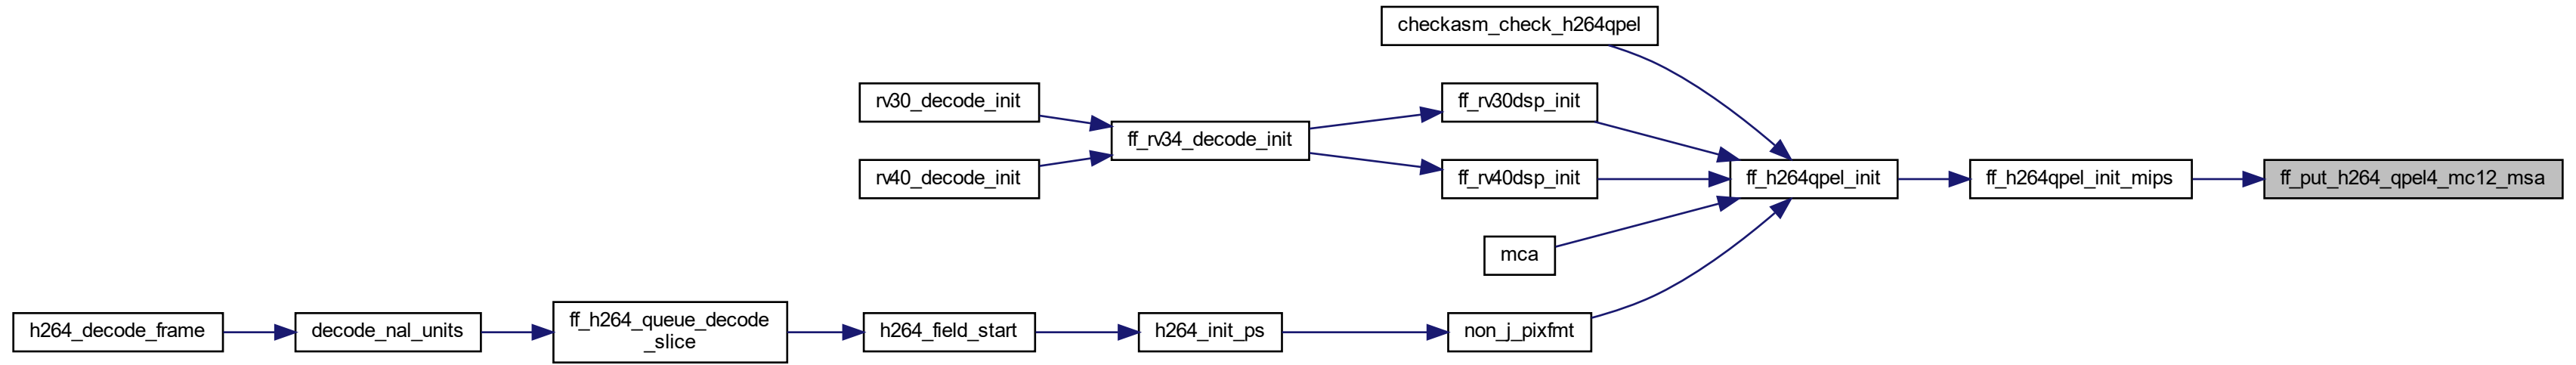 checkasm_check_h264qpel
rv30_decode_init
ff_rv30dsp_init
ff_rv34_decode_init
rv40_decode_init
ff_rv40dsp_init
ff_h264qpel_init
ff_h264qpel_init_mips
ff_put_h264_qpel4_mc12_msa
mca
h264_decode_frame
decode_nal_units
ff_h264_queue_decode
_slice
h264_field_start
h264_init_ps
non_j_pixfmt